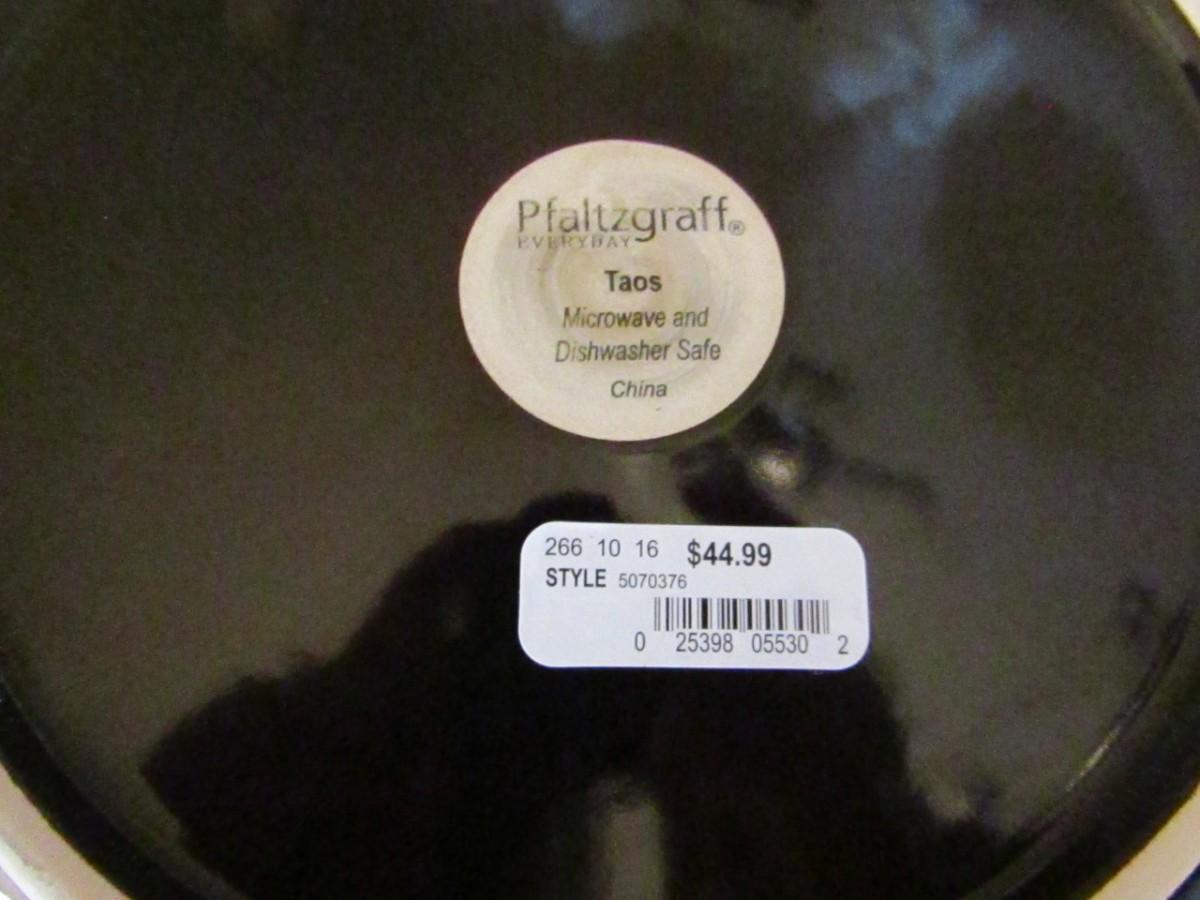 Pfaltzgraff®
EVERYDAY
Taos
Microwave and
Dishwasher Safe
China
266 10 16 $44.99
STYLE 5070376
0 25398 05530 2